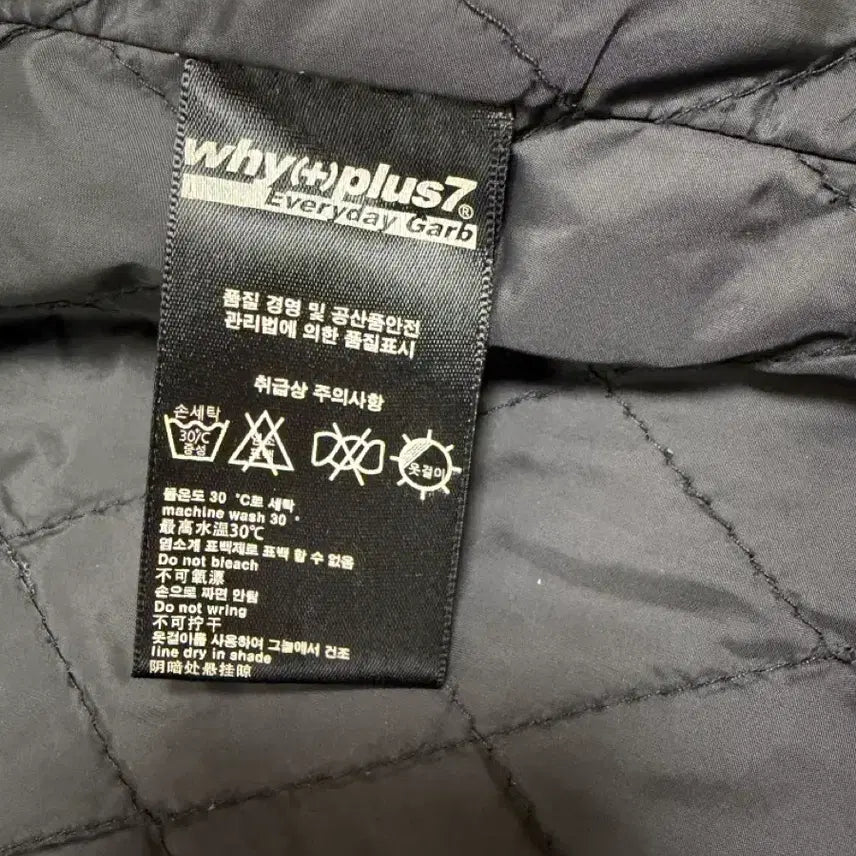 why(+)plus7®
Everyday Garb
품질 경영 및 공산품안전
관리법에 의한 품질표시
취급상 주의사항
손세탁
30℃
중성
염소
표백
옷걸이
물온도 30 ℃로 세탁
machine wash 30 °
最高水温30℃
염소계 표백제로 표백 할 수 없음
Do not bleach
不可氧漂
손으로 짜면 안됨
Do not wring
不可拧干
옷걸이를 사용하여 그늘에서 건조
line dry in shade
阴暗处悬挂晾